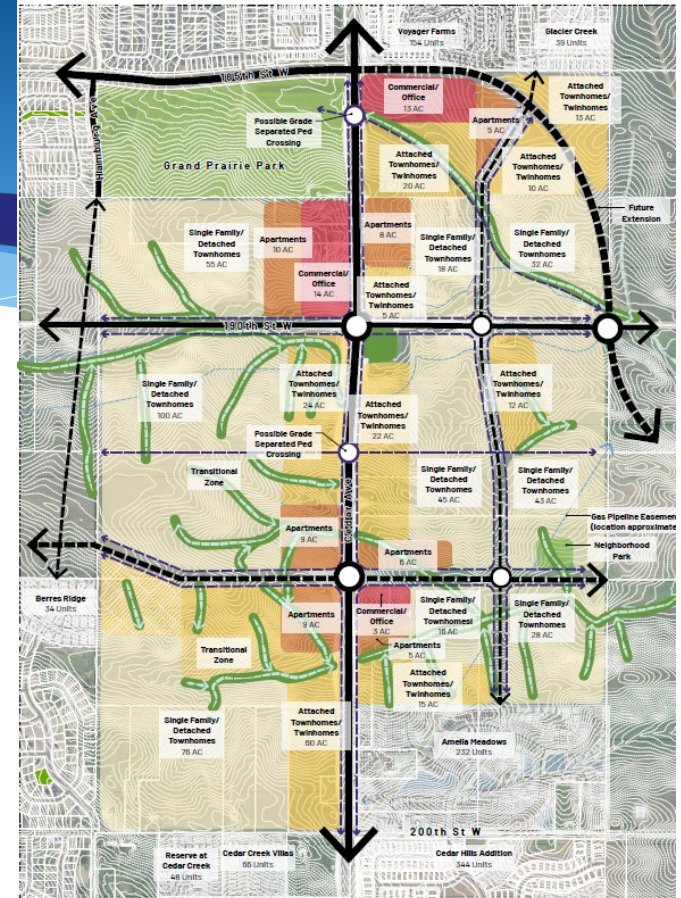 Voyager Farms
154 Units
Glacier Creek
39 Units
185th St W
Hamburg Ave
Commercial/
Office
13 AC
Attached
Townhomes/
Twinhomes
13 AC
Possible Grade
Separated Ped
Crossing
Apartments
5 AC
Grand Prairie Park
Attached
Townhomes/
Twinhomes
20 AC
Attached
Townhomes/
Twinhomes
10 AC
Future
Extension
Single Family/
Detached
Townhomes
55 AC
Apartments
10 AC
Apartments
8 AC
Single Family/
Detached
Townhomes
18 AC
Single Family/
Detached
Townhomes
32 AC
Commercial/
Office
14 AC
Attached
Townhomes/
Twinhomes
5 AC
190th St W
Single Family/
Detached
Townhomes
100 AC
Attached
Townhomes/
Twinhomes
24 AC
Attached
Townhomes/
Twinhomes
12 AC
Attached
Townhomes/
Twinhomes
22 AC
Possible Grade
Separated Ped
Crossing
Transitional
Zone
Single Family/
Detached
Townhomes
45 AC
Single Family/
Detached
Townhomes
43 AC
Cedar Ave
Gas Pipeline Easement
(location approximate
Neighborhood
Park
Apartments
9 AC
Apartments
6 AC
Berres Ridge
34 Units
Apartments
9 AC
Commercial/
Office
3 AC
Single Family/
Detached
Townhomesl
16 AC
Single Family/
Detached
Townhomes
28 AC
Transitional
Zone
Apartments
5 AC
Attached
Townhomes/
Twinhomes
15 AC
Single Family/
Detached
Townhomes
76 AC
Attached
Townhomes/
Twinhomes
60 AC
Amelia Meadows
232 Units
200th St W
Reserve at
Cedar Creek
48 Units
Cedar Creek Villas
66 Units
Cedar Hills Addition
344 Units